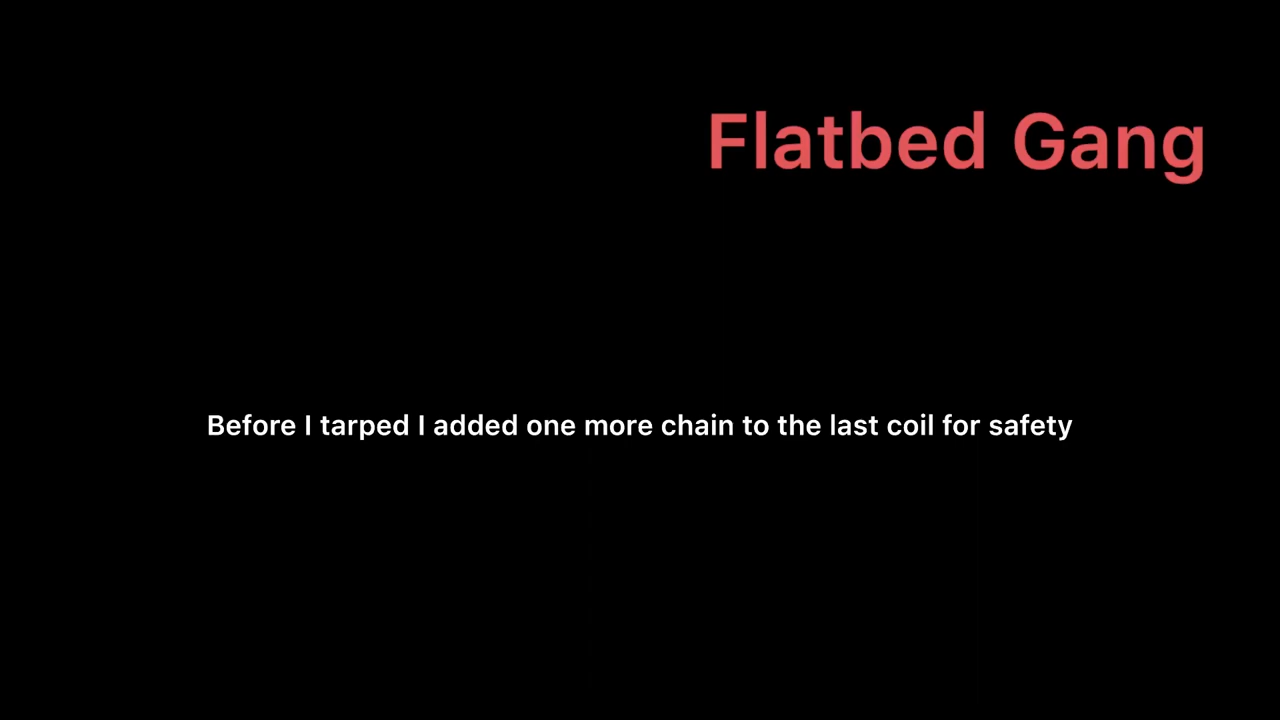 Flatbed Gang
Before I tarped I added one more chain to the last coil for safety